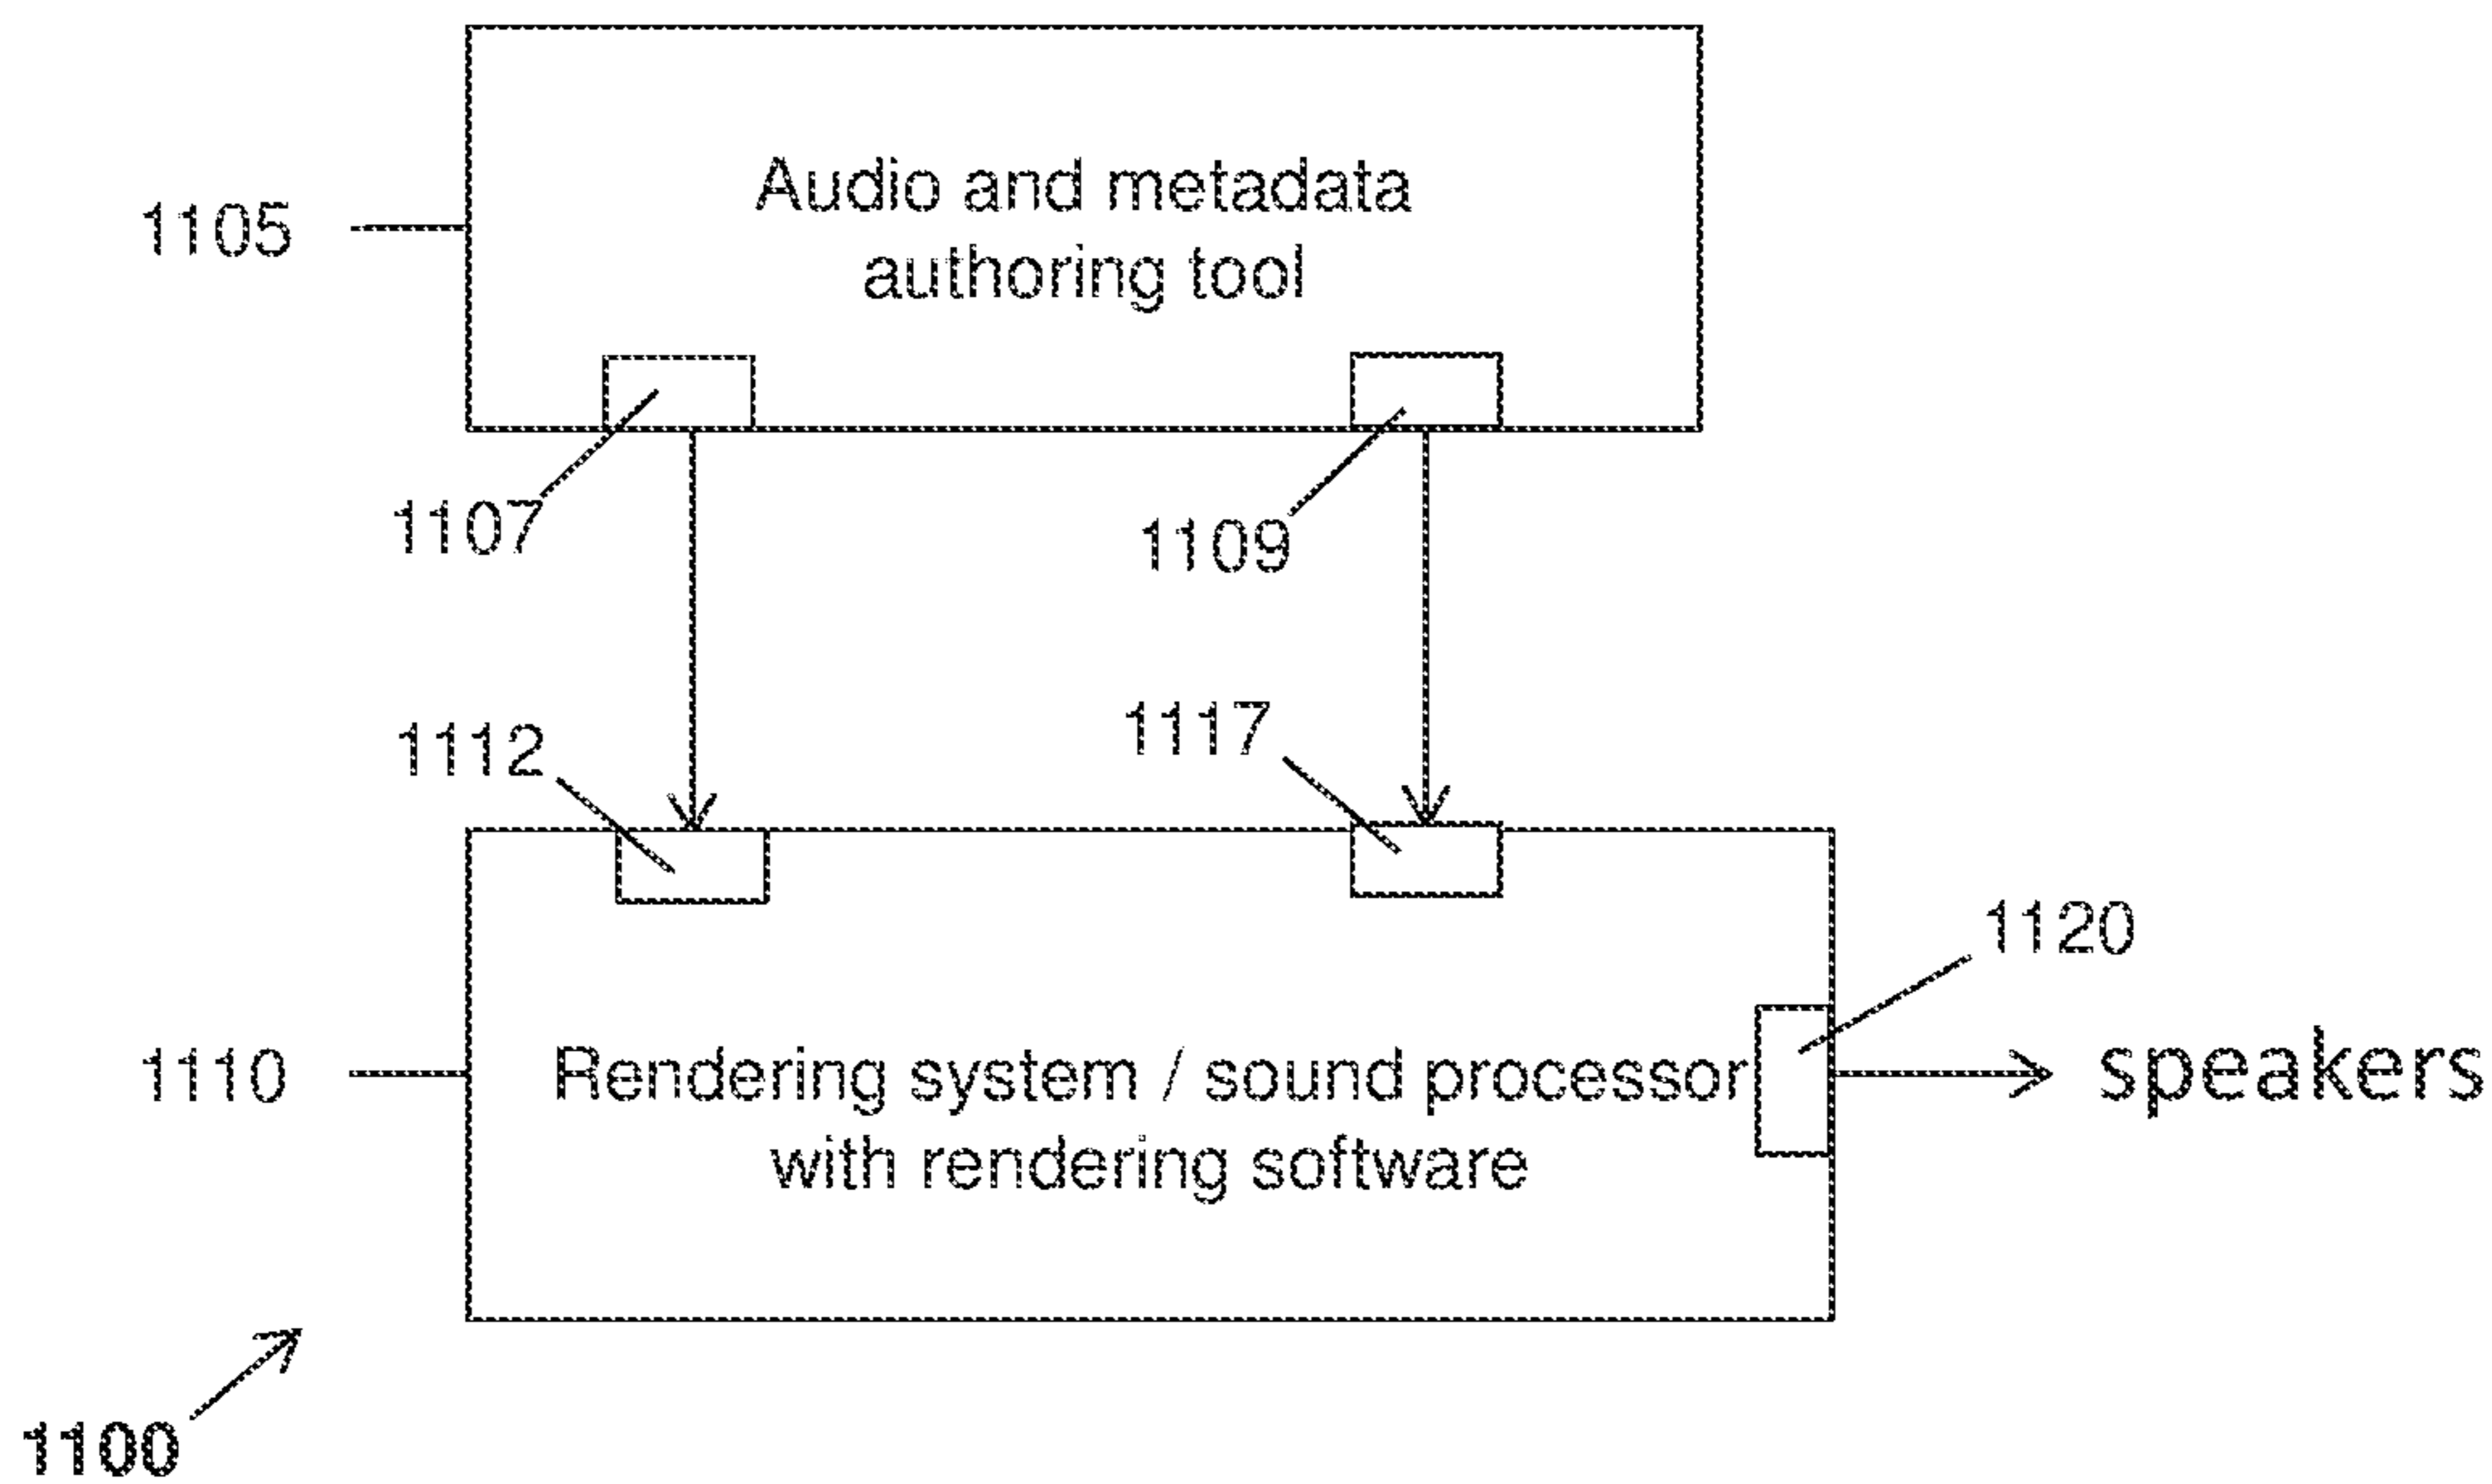 Audio and metadata
authoring tool
1105
1107
1109
1112
1117
1120
1110
Rendering system / sound processor
with rendering software
speakers
1100